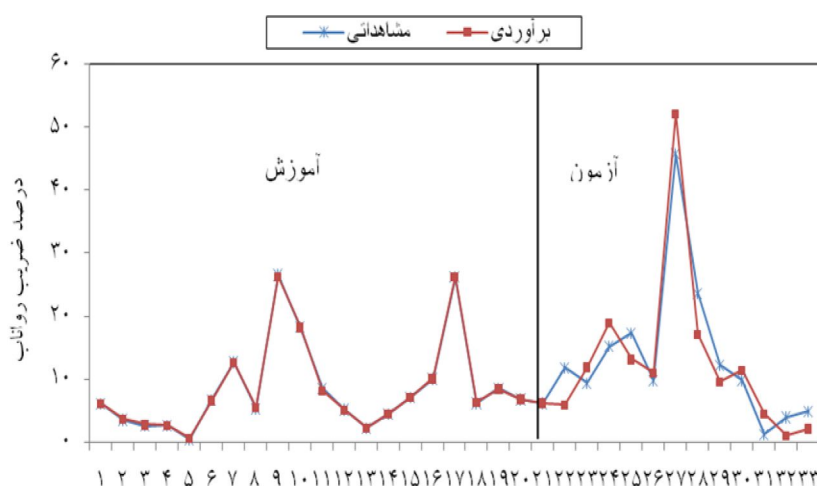 مشاهداتی برآوردی
۶۰
۵۰
۴۰
۳۰
۲۰
۱۰
۰
درصد ضریب رواناب
آموزش
آزمون
۱ ۲ ۳ ۴ ۵ ۶ ۷ ۸ ۹ ۱۰ ۱۱ ۱۲ ۱۳ ۱۴ ۱۵ ۱۶ ۱۷ ۱۸ ۱۹ ۲۰ ۲۱ ۲۲ ۲۳ ۲۴ ۲۵ ۲۶ ۲۷ ۲۸ ۲۹ ۳۰ ۳۱ ۳۲ ۳۳